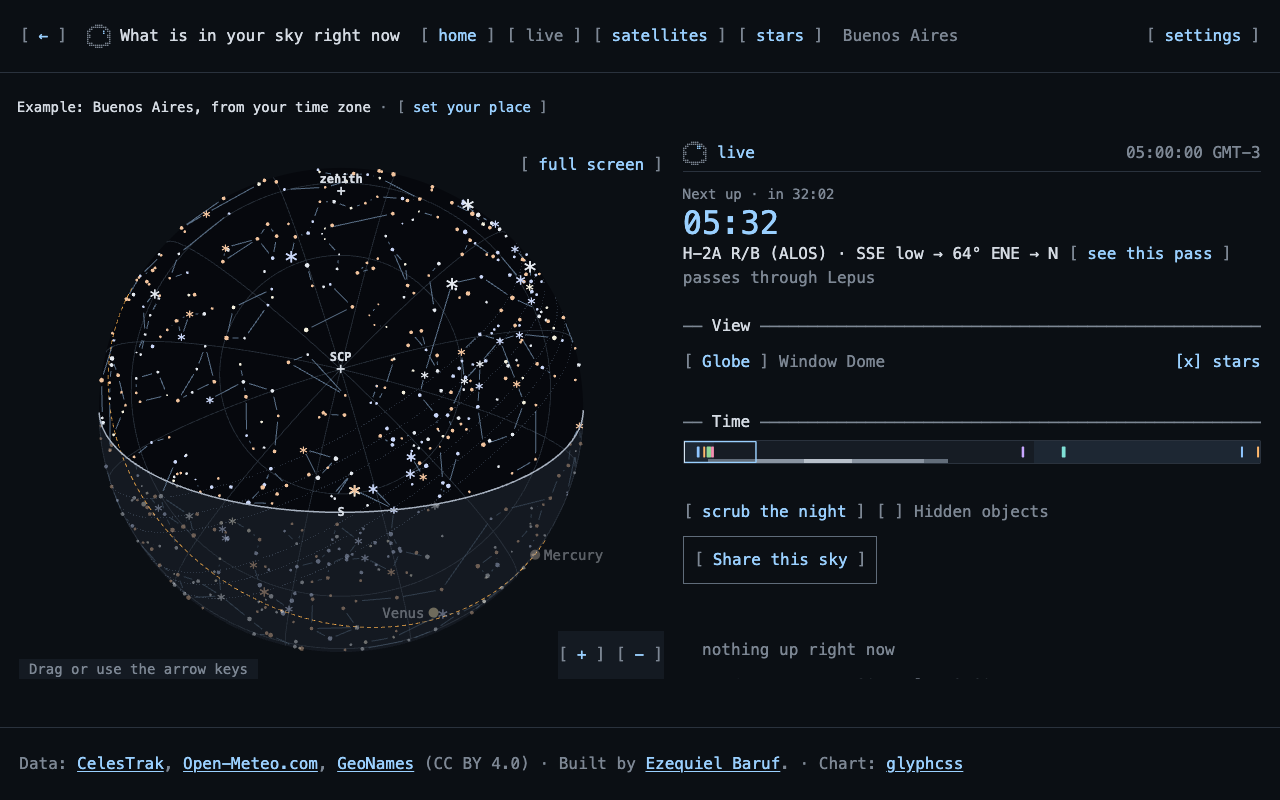 [ ← ] What is in your sky right now [ home ] [ live ] [ satellites ] [ stars ] Buenos Aires [ settings ]
Example: Buenos Aires, from your time zone · [ set your place ]
[ full screen ]
zenith
SCP
S
Mercury
Venus
Drag or use the arrow keys
[ + ] [ − ]
live 05:00:00 GMT−3
Next up · in 32:02
05:32
H−2A R/B (ALOS) · SSE low → 64° ENE → N [ see this pass ]
passes through Lepus
View
[ Globe ] Window Dome [x] stars
Time
[ scrub the night ] [ ] Hidden objects
[ Share this sky ]
nothing up right now
Data: CelesTrak, Open-Meteo.com, GeoNames (CC BY 4.0) · Built by Ezequiel Baruf. · Chart: glyphcss